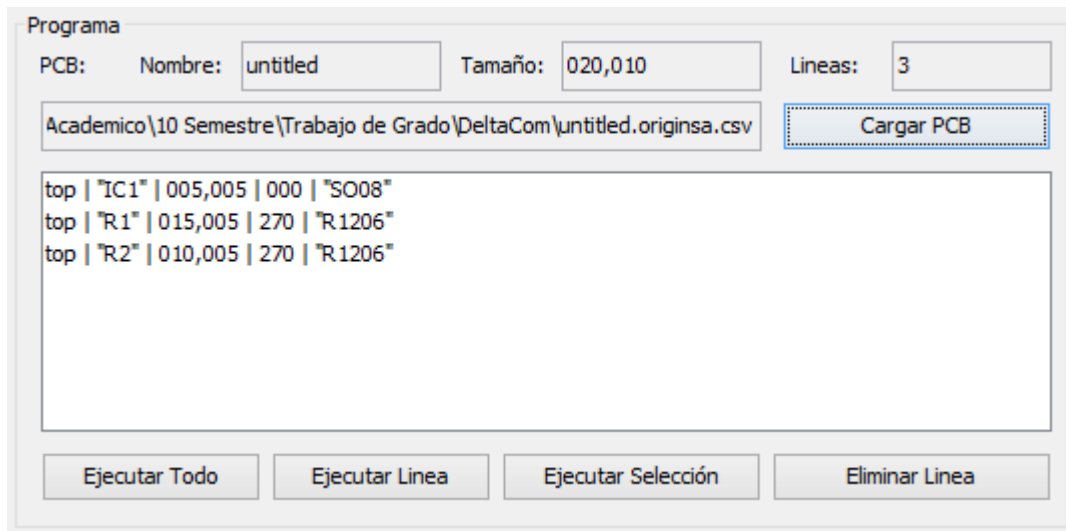 Programa
PCB: Nombre: untitled Tamaño: 020,010 Lineas: 3
Academico\10 Semestre\Trabajo de Grado\DeltaCom\untitled.originsa.csv Cargar PCB
top | "IC1" | 005,005 | 000 | "SO08"
top | "R1" | 015,005 | 270 | "R1206"
top | "R2" | 010,005 | 270 | "R1206"
Ejecutar Todo Ejecutar Linea Ejecutar Selección Eliminar Linea